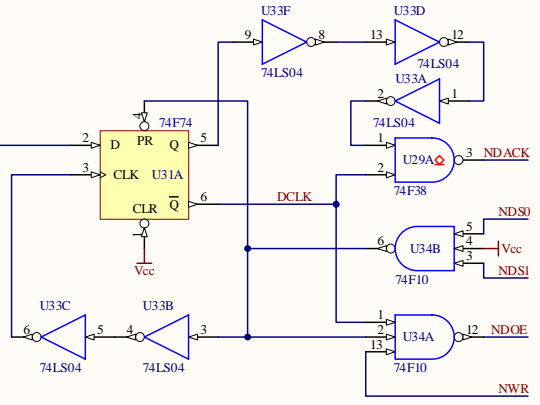 U33F
9
8
74LS04
U33D
13
12
74LS04
U33A
2
1
74LS04
4
74F74
PR
2
D
Q
5
3
CLK
U31A
Q
6
CLR
1
Vcc
DCLK
1
U29A
3
NDACK
2
74F38
NDS0
5
6
U34B
4
Vcc
3
74F10
NDS1
U33C
6
5
74LS04
U33B
4
3
74LS04
1
2
U34A
12
NDOE
13
74F10
NWR